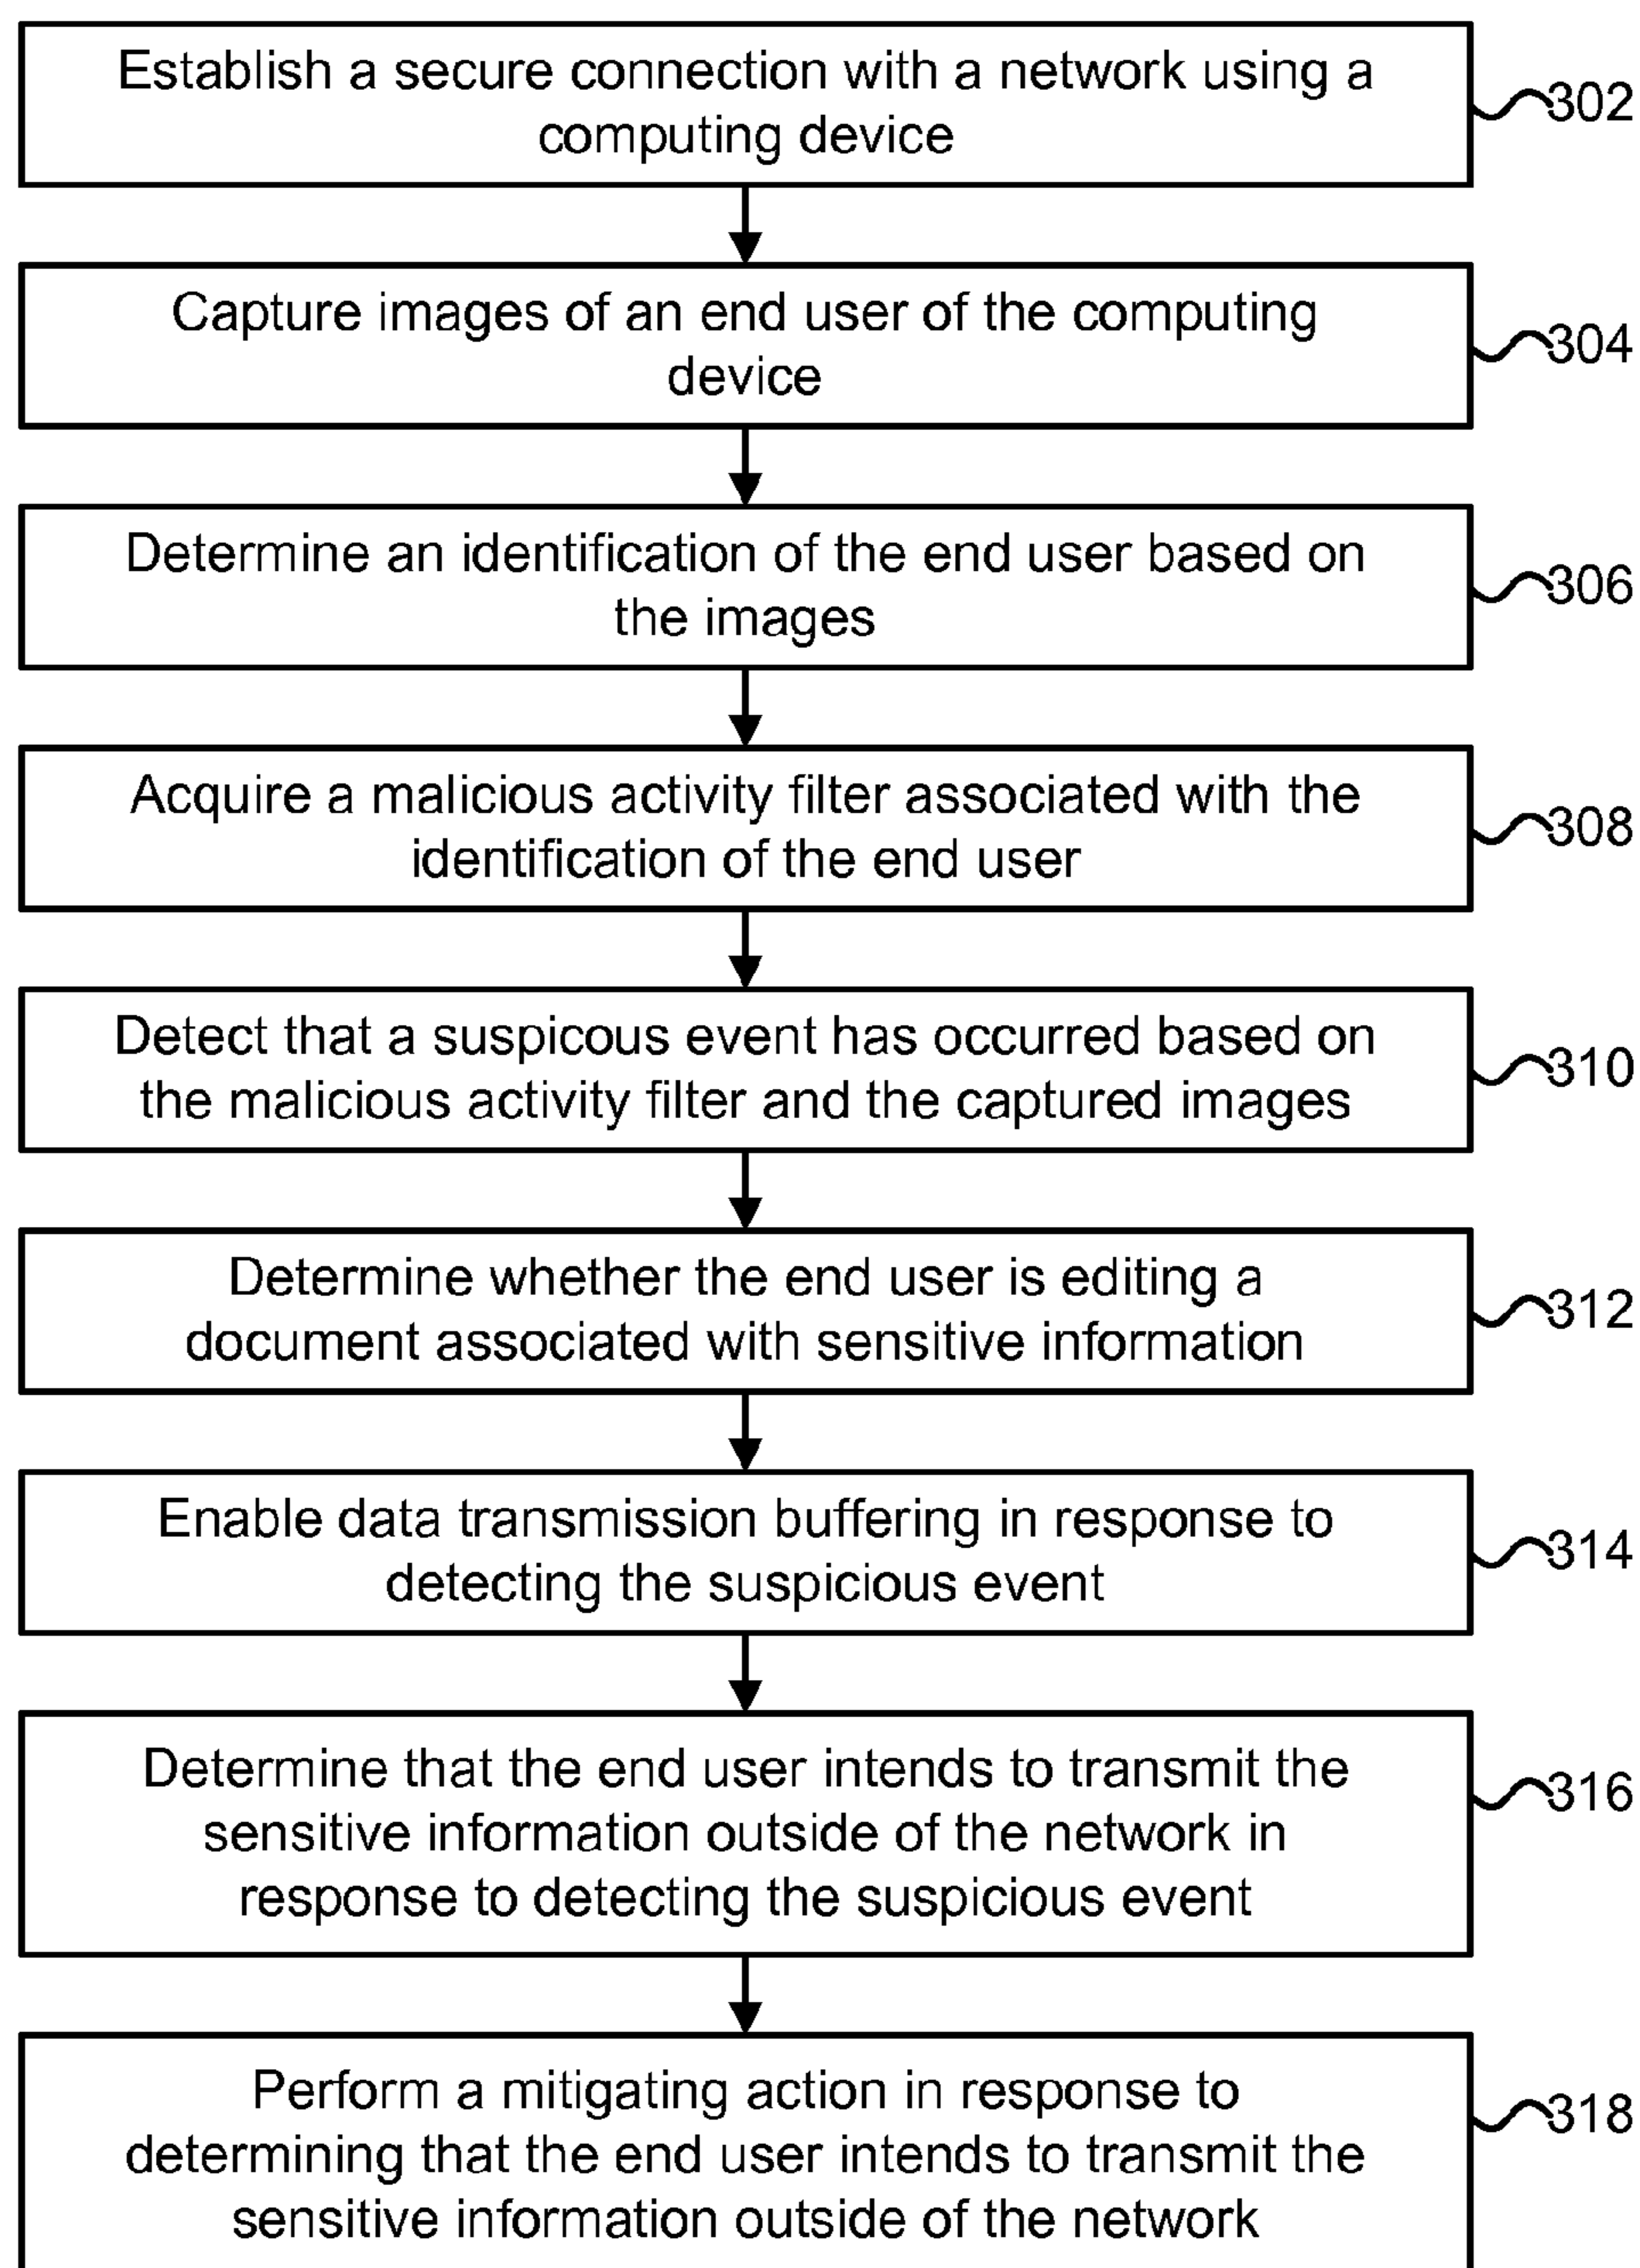 Establish a secure connection with a network using a
computing device
302
Capture images of an end user of the computing
device
304
Determine an identification of the end user based on
the images
306
Acquire a malicious activity filter associated with the
identification of the end user
308
Detect that a suspicous event has occurred based on
the malicious activity filter and the captured images
310
Determine whether the end user is editing a
document associated with sensitive information
312
Enable data transmission buffering in response to
detecting the suspicious event
314
Determine that the end user intends to transmit the
sensitive information outside of the network in
response to detecting the suspicious event
316
Perform a mitigating action in response to
determining that the end user intends to transmit the
sensitive information outside of the network
318